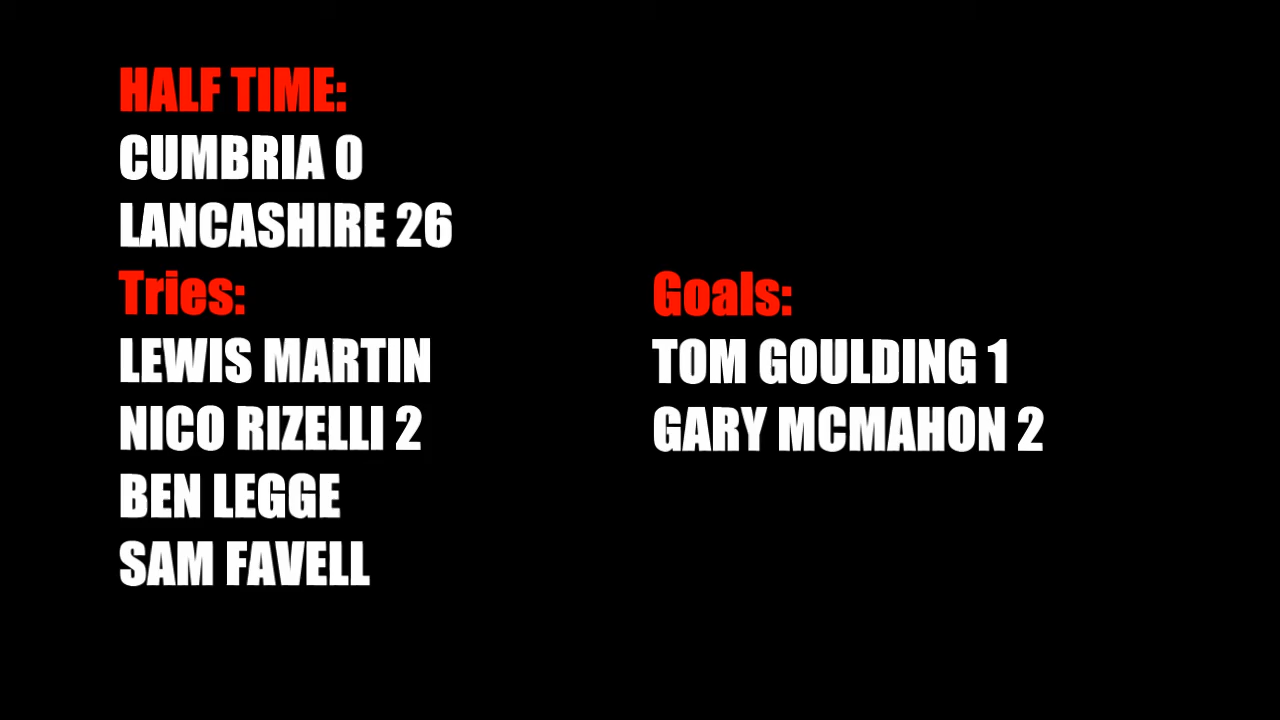 HALF TIME:
CUMBRIA 0
LANCASHIRE 26
Tries:
LEWIS MARTIN
NICO RIZELLI 2
BEN LEGGE
SAM FAVELL
Goals:
TOM GOULDING 1
GARY MCMAHON 2